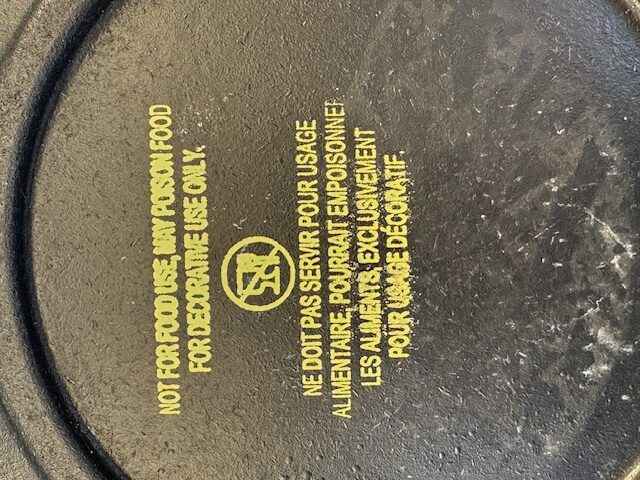 NOT FOR FOOD USE, MAY POISON FOOD
FOR DECORATIVE USE ONLY.
NE DOIT PAS SERVIR POUR USAGE
ALIMENTAIRE, POURRAIT EMPOISONNER
LES ALIMENTS, EXCLUSIVEMENT
POUR USAGE DÉCORATIF.